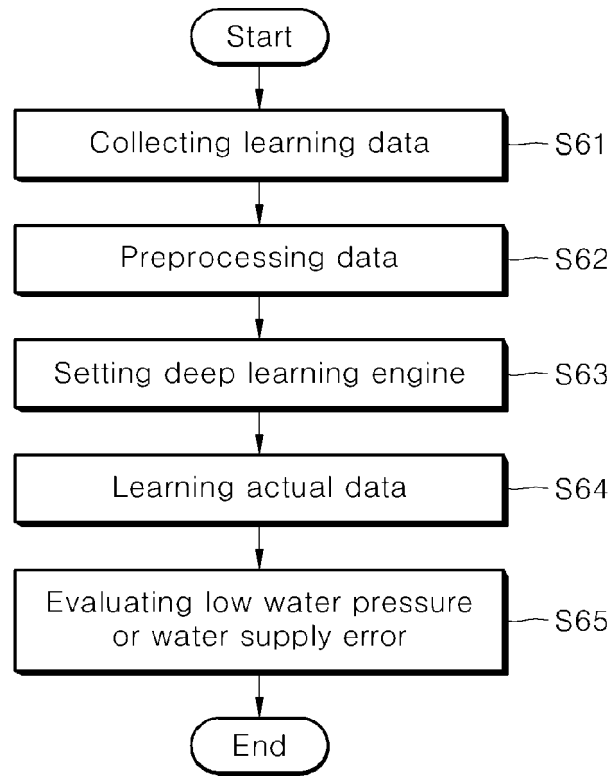 Start
Collecting learning data
S61
Preprocessing data
S62
Setting deep learning engine
S63
Learning actual data
S64
Evaluating low water pressure
or water supply error
S65
End